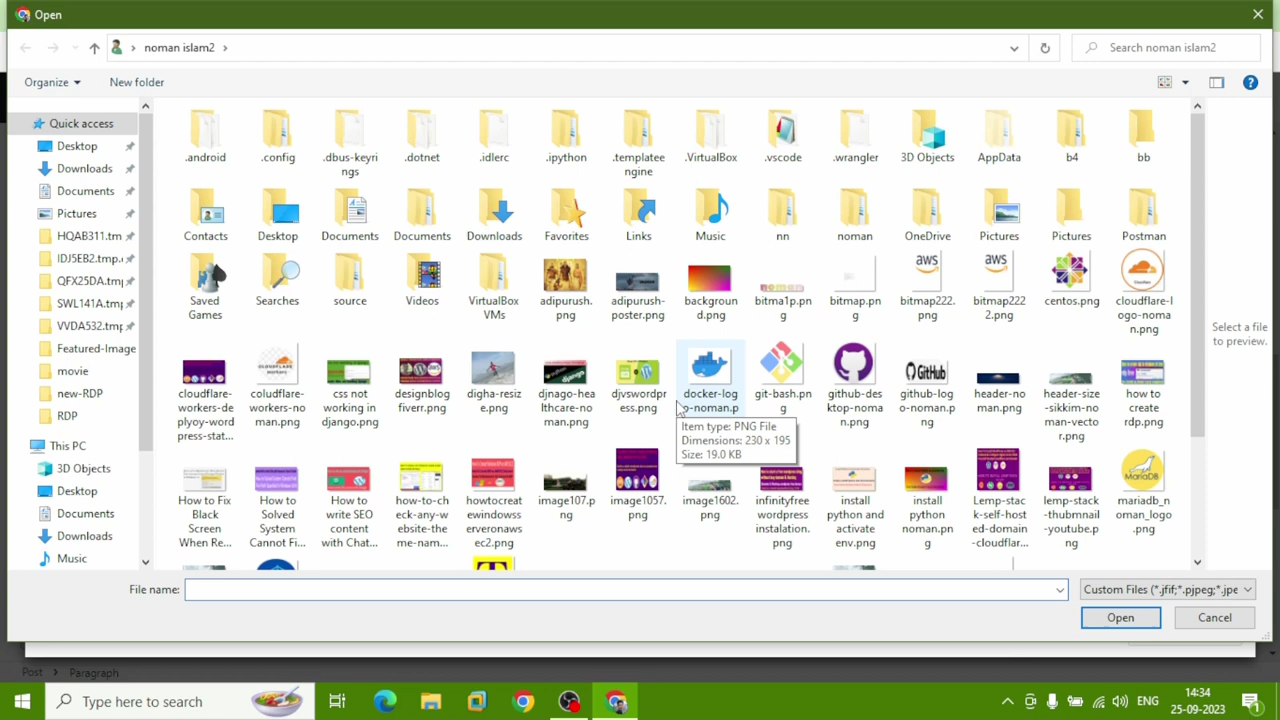 Open
noman islam2
Search noman islam2
Organize
New folder
Quick access
Desktop
Downloads
Documents
Pictures
HQAB311.tm
IDJ5EB2.tmp.
QFX25DA.tm
SWL141A.tmp
VVDA532.tmp
Featured-Image
movie
new-RDP
RDP
This PC
3D Objects
Desktop
Documents
Downloads
Music
.android
.config
.dbus-keyri
ngs
.dotnet
.idlerc
.ipython
.templatee
ngine
.VirtualBox
.vscode
.wrangler
3D Objects
AppData
b4
bb
Contacts
Desktop
Documents
Documents
Downloads
Favorites
Links
Music
nn
noman
OneDrive
Pictures
Pictures
Postman
Saved
Games
Searches
source
Videos
VirtualBox
VMs
adipurush.
png
adipurush-
poster.png
backgroun
d.png
bitma1p.pn
g
bitmap.pn
g
aws
bitmap222.
png
aws
bitmap222
2.png
centos.png
cloudflare-l
ogo-noma
n.png
cloudflare-
workers-de
plyoy-word
press-stat...
CLOUDFLARE
workers
coludflare-
workers-no
man.png
css not
working in
django.png
designblog
fiverr.png
digha-resiz
e.png
django
djnago-hea
lthcare-no
man.png
djvswordpr
ess.png
docker-log
o-noman.p
git-bash.pn
g
github-des
ktop-noma
n.png
GitHub
github-log
o-noman.p
ng
header-no
man.png
header-size
-sikkim-no
man-vecto
r.png
how to
create
rdp.png
Item type: PNG File
Dimensions: 230 x 195
Size: 19.0 KB
How to Fix
Black
Screen
When Re...
How to
Solved
System
Cannot Fi...
How to
write SEO
content
with Chat...
how-to-ch
eck-any-w
ebsite-the
me-nam...
howtocreat
ewindowss
erveronaws
ec2.png
image107.p
ng
image1057.
png
image1602.
png
infinityfree
wordpress
instalation.
png
install
python and
activate
env.png
install
python
noman.pn
g
Lemp-stac
k-self-host
ed-domain
-cloudflar...
lemp-stack
-thubmnail
-youtube.p
ng
MariaDB
mariadb_n
oman_logo
.png
Select a file
to preview.
File name:
Custom Files (*.jfif;*.pjpeg;*.jpe
Open
Cancel
Post
Paragraph
Type here to search
ENG
14:34
25-09-2023
1